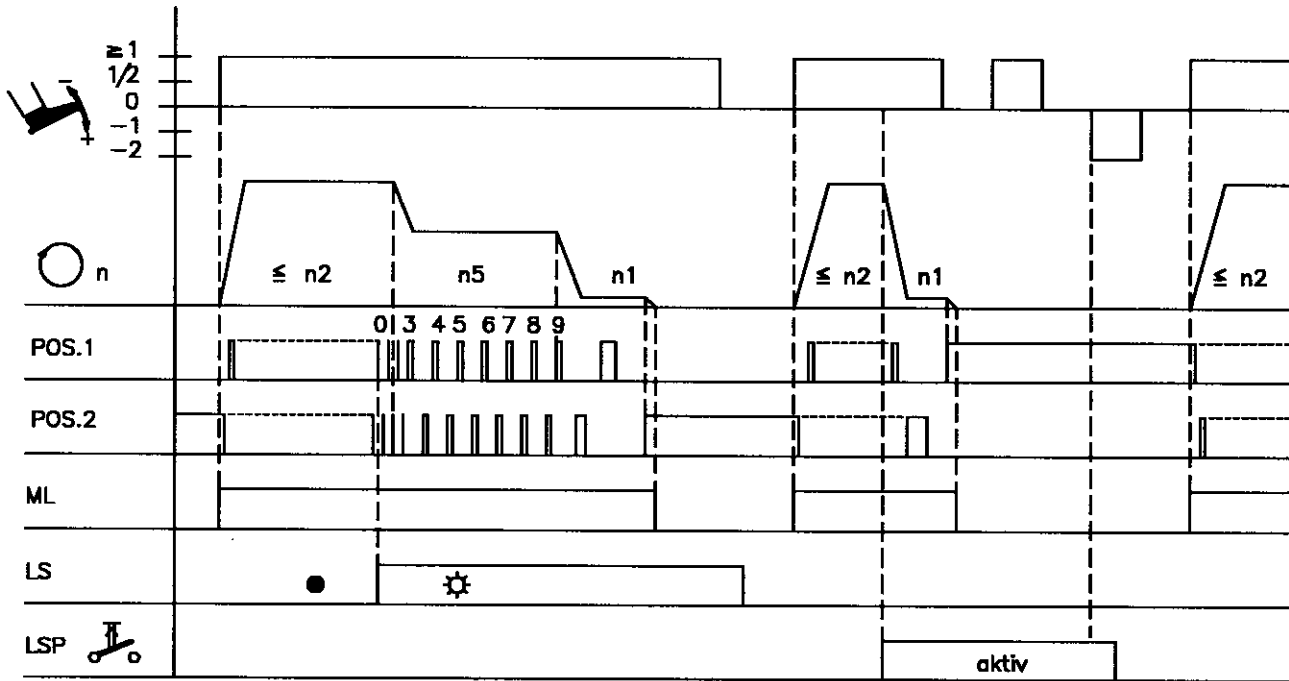 ≥1
1/2
0
-1
-2
−
+
n
≤ n2
n5
n1
≤ n2
n1
≤ n2
0 3 4 5 6 7 8 9
POS.1
POS.2
ML
LS
LSP
aktiv